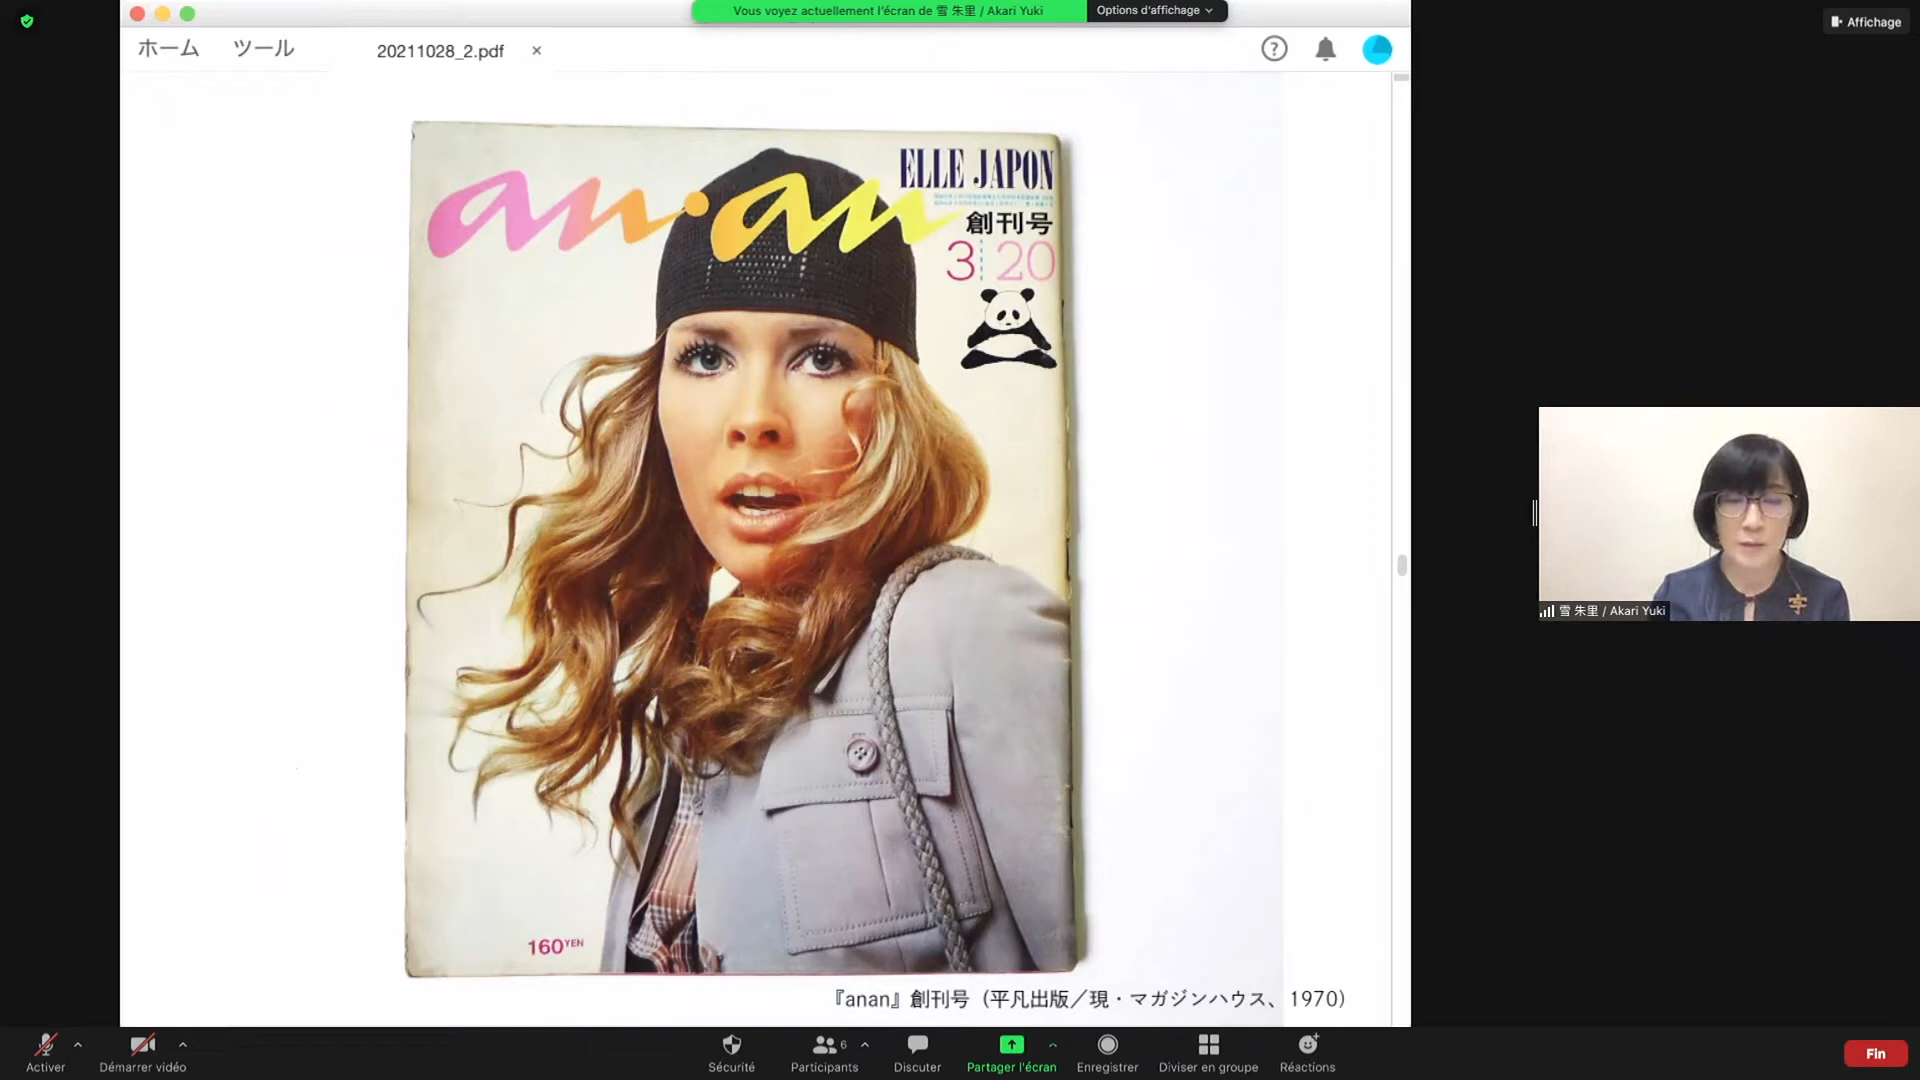 Vous voyez actuellement l'écran de 雪 朱里 / Akari Yuki
Options d'affichage
Affichage
ホーム
ツール
20211028_2.pdf
an·an
ELLE JAPON
創刊号
3 20
160YEN
『anan』創刊号（平凡出版／現・マガジンハウス、1970）
雪 朱里 / Akari Yuki
Activer
Démarrer vidéo
Sécurité
Participants
6
Discuter
Partager l'écran
Enregistrer
Diviser en groupe
Réactions
Fin